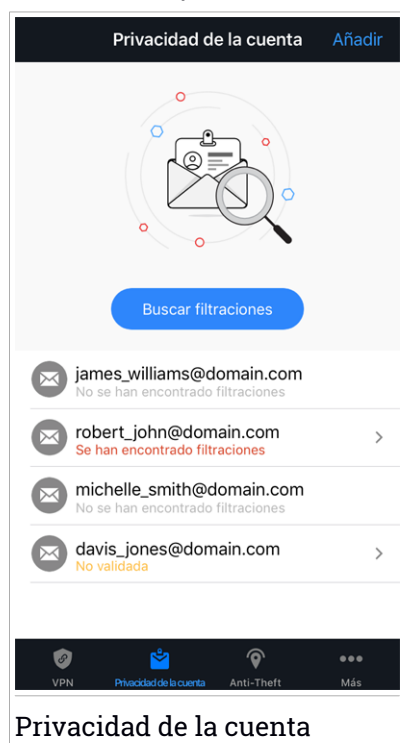 Privacidad de la cuenta Añadir
Buscar filtraciones
james_williams@domain.com
No se han encontrado filtraciones
robert_john@domain.com
Se han encontrado filtraciones
michelle_smith@domain.com
No se han encontrado filtraciones
davis_jones@domain.com
No validada
VPN Privacidad de la cuenta Anti-Theft Más
Privacidad de la cuenta